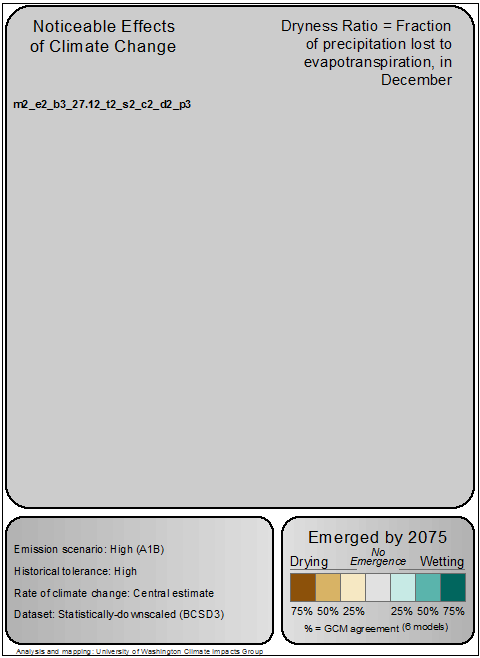 Noticeable Effects
of Climate Change
Dryness Ratio = Fraction
of precipitation lost to
evapotranspiration, in
December
m2_e2_b3_27.12_t2_s2_c2_d2_p3
Emission scenario: High (A1B)
Historical tolerance: High
Rate of climate change: Central estimate
Dataset: Statistically-downscaled (BCSD3)
Emerged by 2075
Drying No Emergence Wetting
75% 50% 25% 25% 50% 75%
% = GCM agreement (6 models)
Analysis and mapping: University of Washington Climate Impacts Group